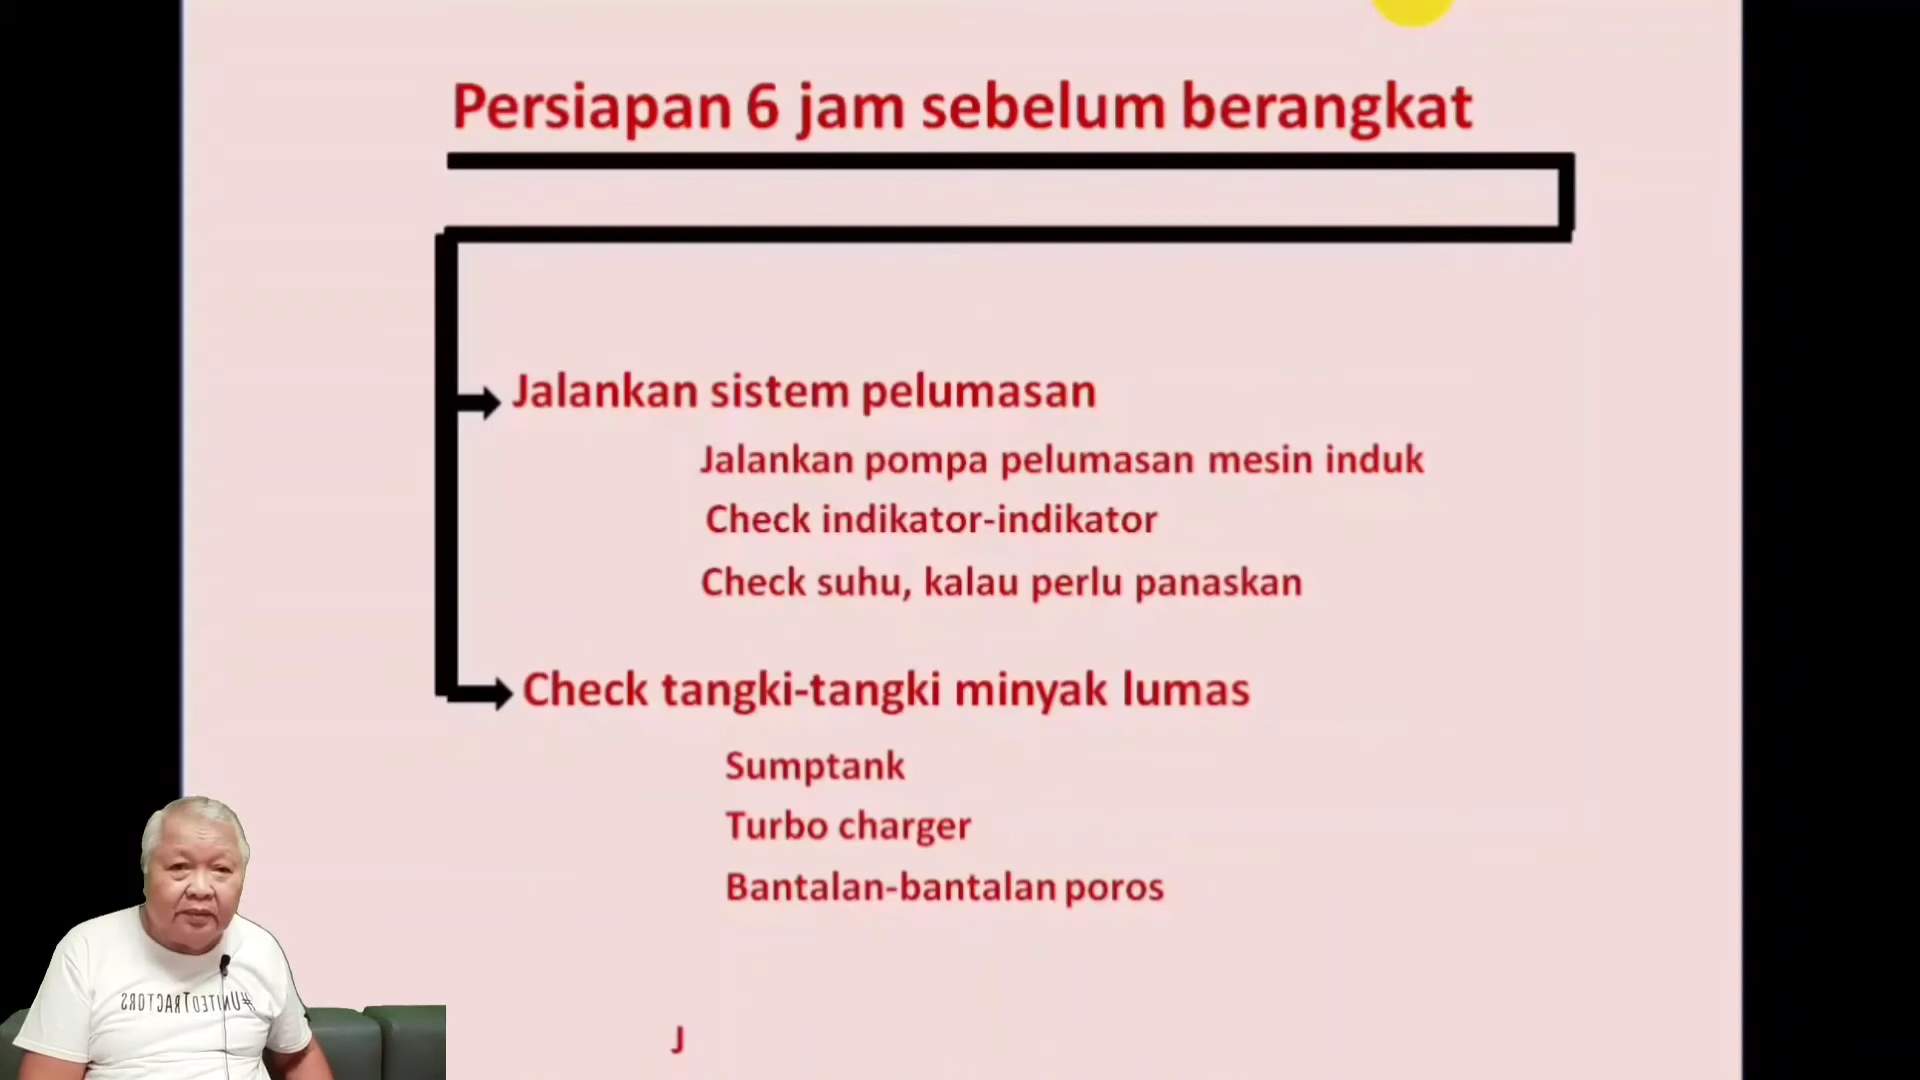 Persiapan 6 jam sebelum berangkat
Jalankan sistem pelumasan
Jalankan pompa pelumasan mesin induk
Check indikator-indikator
Check suhu, kalau perlu panaskan
Check tangki-tangki minyak lumas
Sumptank
Turbo charger
Bantalan-bantalan poros
#UNITEDTRACTORS
J